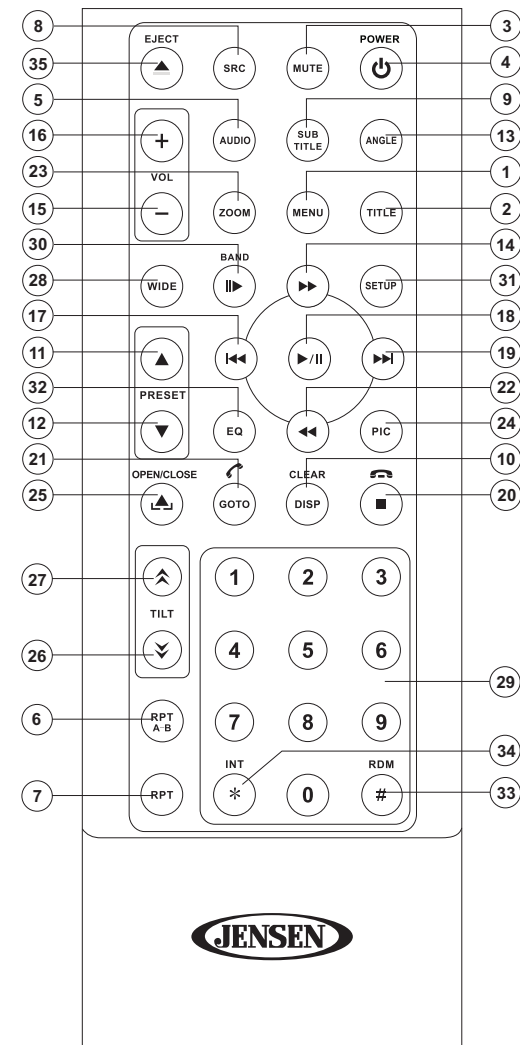 8
3
EJECT
POWER
35
SRC
MUTE
4
5
9
16
+
AUDIO
SUB
TITLE
ANGLE
13
VOL
23
1
15
−
ZOOM
MENU
TITLE
2
30
BAND
14
28
WIDE
SETUP
31
17
18
11
19
32
PRESET
22
12
EQ
PIC
24
21
10
OPEN/CLOSE
CLEAR
25
GOTO
DISP
20
27
1
2
3
TILT
26
4
5
6
29
6
RPT
A-B
7
8
9
34
INT
RDM
7
RPT
*
0
#
33
JENSEN